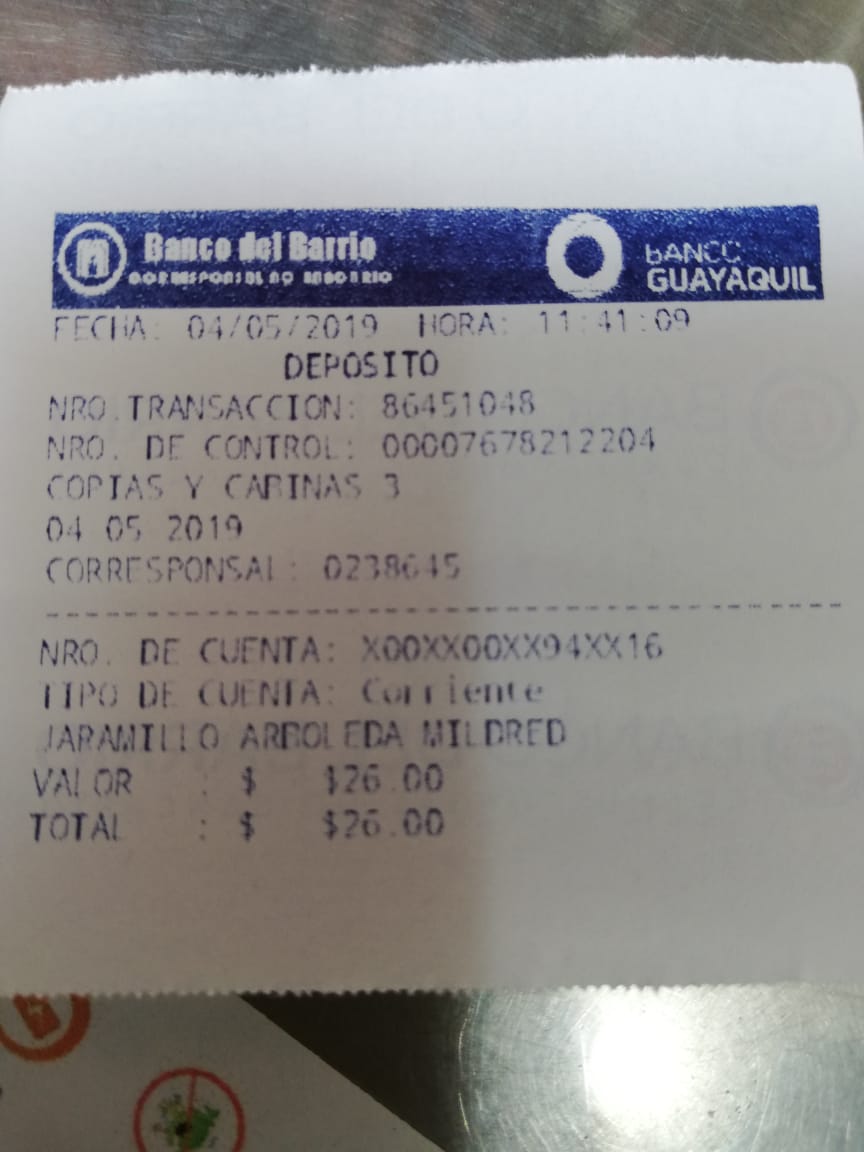 Banco del Barrio
CORRESPONSAL NO BANCARIO
BANCO
GUAYAQUIL
FECHA: 04/05/2019 HORA: 11:41:09
DEPOSITO
NRO.TRANSACCION: 86451048
NRO. DE CONTROL: 00007678212204
COPIAS Y CABINAS 3
04 05 2019
CORRESPONSAL: 0238645
NRO. DE CUENTA: X00XX00XX94XX16
TIPO DE CUENTA: Corriente
JARAMILLO ARBOLEDA MILDRED
VALOR : $ $26.00
TOTAL : $ $26.00